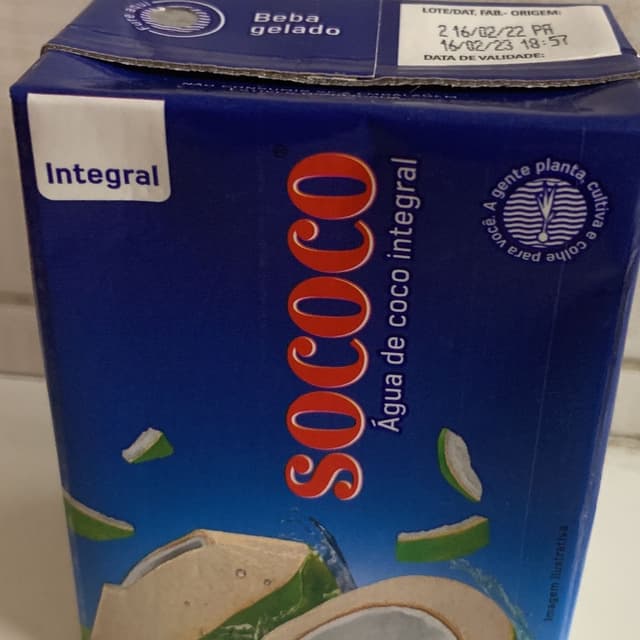 Beba
gelado
LOTE/DAT. FAB.- ORIGEM:
2 16/02/22 PA
16/02/23 18:57
DATA DE VALIDADE:
Integral
SOCOCO
®
Água de coco integral
A gente planta, cultiva e colhe para você.
Imagem ilustrativa